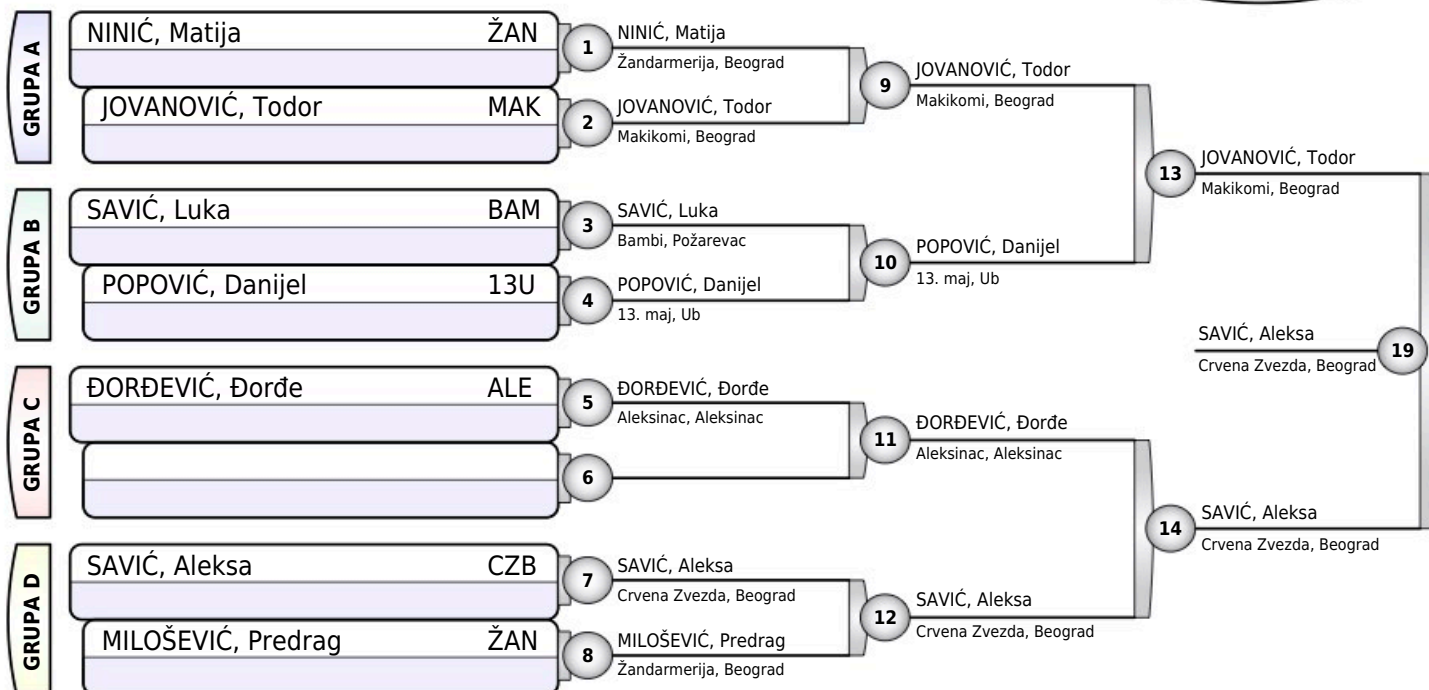 GRUPA A
NINIĆ, Matija ŽAN
1
NINIĆ, Matija
Žandarmerija, Beograd
JOVANOVIĆ, Todor MAK
2
JOVANOVIĆ, Todor
Makikomi, Beograd
9
JOVANOVIĆ, Todor
Makikomi, Beograd
GRUPA B
SAVIĆ, Luka BAM
3
SAVIĆ, Luka
Bambi, Požarevac
POPOVIĆ, Danijel 13U
4
POPOVIĆ, Danijel
13. maj, Ub
10
POPOVIĆ, Danijel
13. maj, Ub
13
JOVANOVIĆ, Todor
Makikomi, Beograd
GRUPA C
ĐORĐEVIĆ, Đorđe ALE
5
ĐORĐEVIĆ, Đorđe
Aleksinac, Aleksinac
6
11
ĐORĐEVIĆ, Đorđe
Aleksinac, Aleksinac
GRUPA D
SAVIĆ, Aleksa CZB
7
SAVIĆ, Aleksa
Crvena Zvezda, Beograd
MILOŠEVIĆ, Predrag ŽAN
8
MILOŠEVIĆ, Predrag
Žandarmerija, Beograd
12
SAVIĆ, Aleksa
Crvena Zvezda, Beograd
14
SAVIĆ, Aleksa
Crvena Zvezda, Beograd
SAVIĆ, Aleksa
Crvena Zvezda, Beograd
19